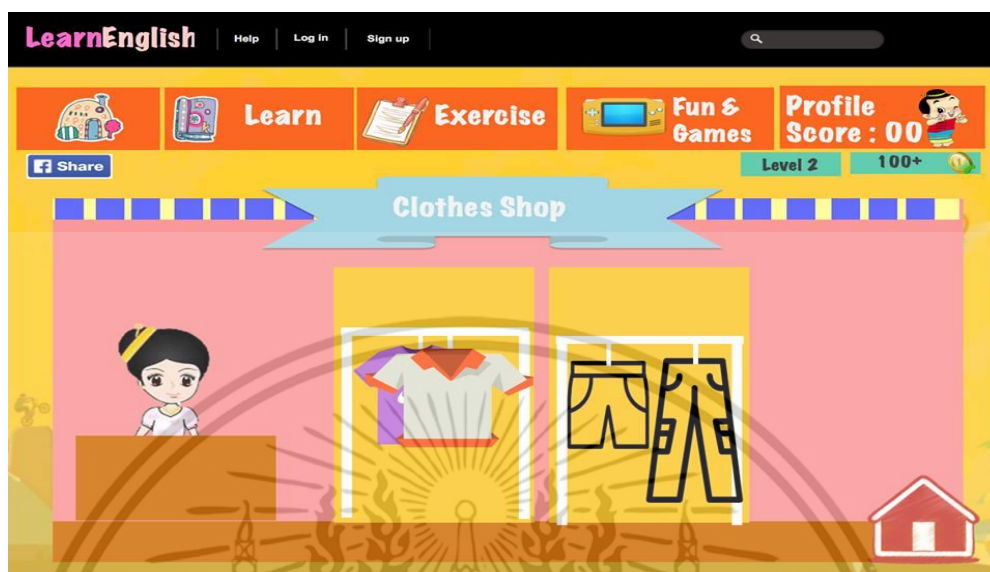 LearnEnglish Help Log in Sign up
Learn
Exercise
Fun &
Games
Profile
Score : 00
Share
Level 2
100+
Clothes Shop